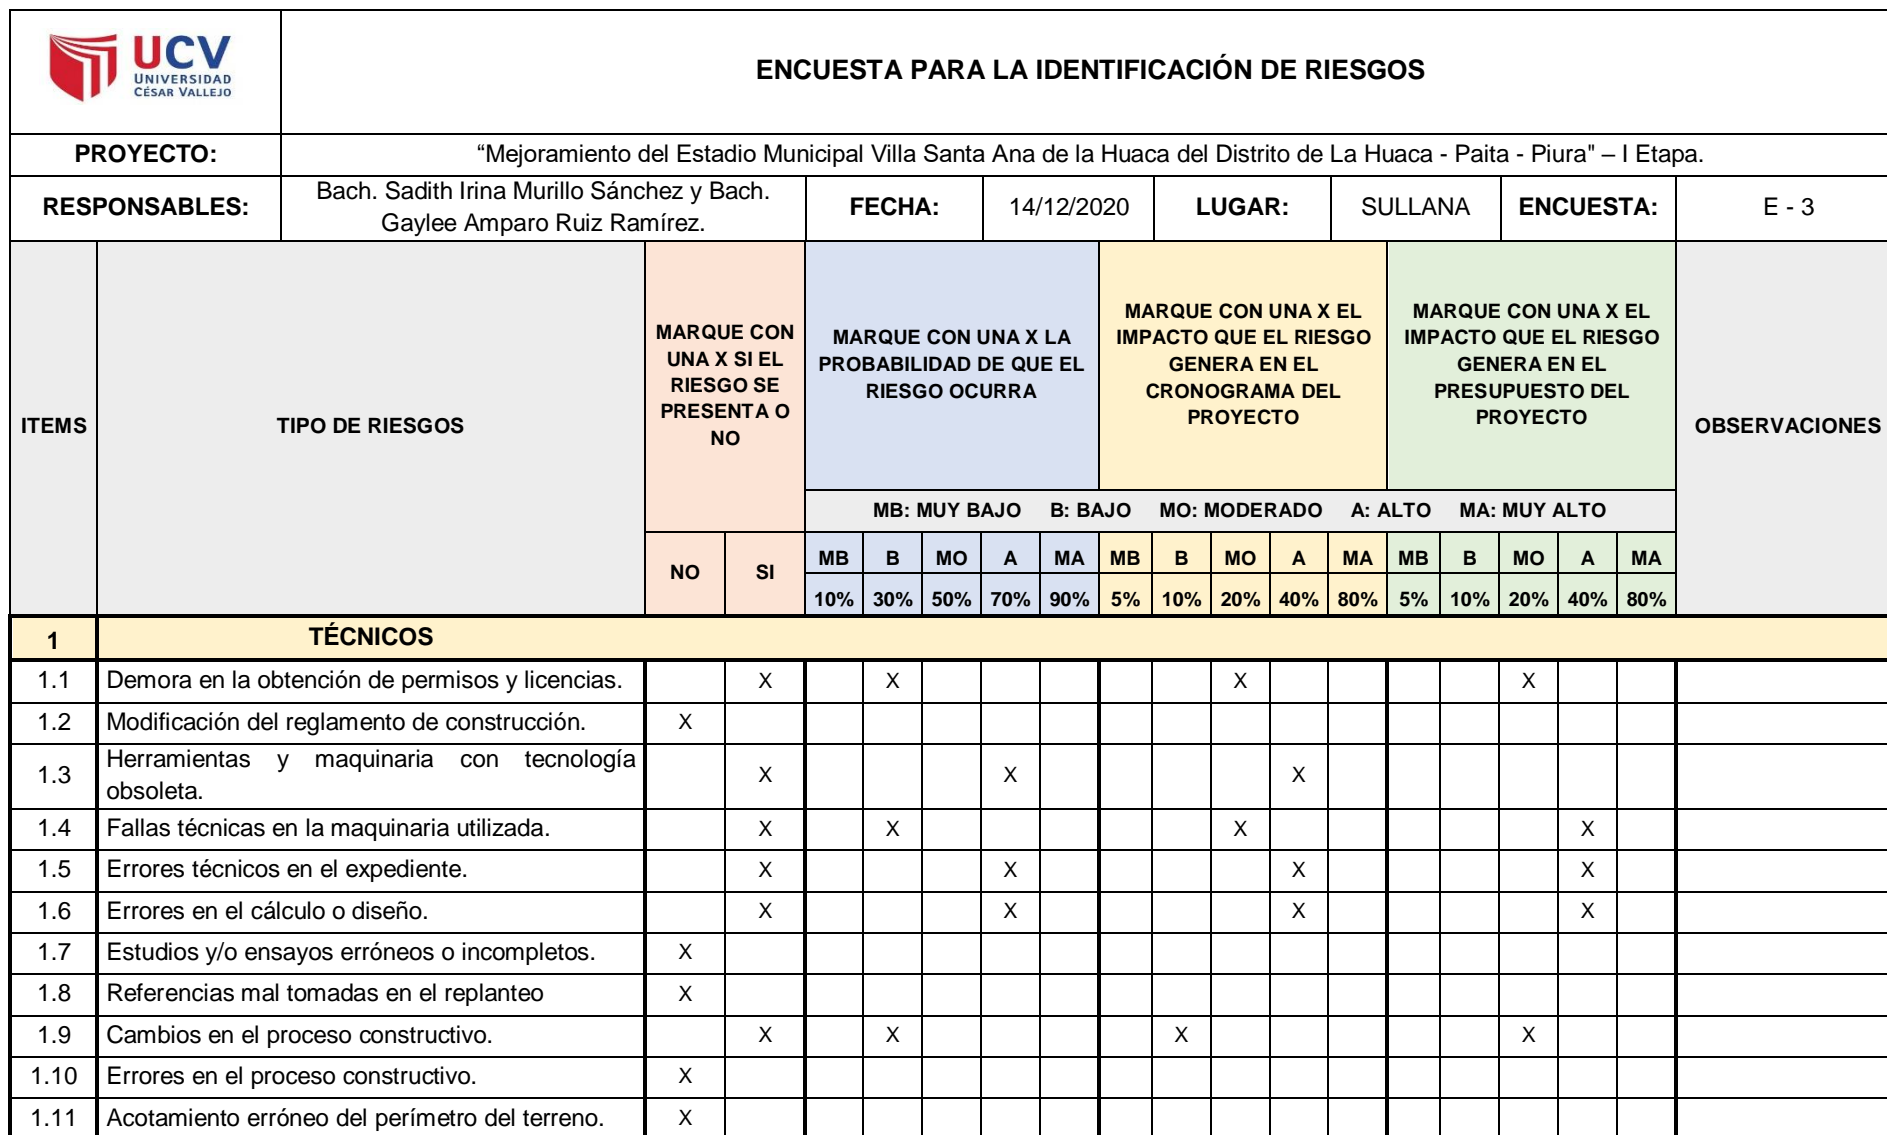 UCV
UNIVERSIDAD
CÉSAR VALLEJO
ENCUESTA PARA LA IDENTIFICACIÓN DE RIESGOS
PROYECTO:
“Mejoramiento del Estadio Municipal Villa Santa Ana de la Huaca del Distrito de La Huaca - Paita - Piura" – I Etapa.
RESPONSABLES:
Bach. Sadith Irina Murillo Sánchez y Bach.
Gaylee Amparo Ruiz Ramírez.
FECHA:
14/12/2020
LUGAR:
SULLANA
ENCUESTA:
E - 3
ITEMS
TIPO DE RIESGOS
MARQUE CON
UNA X SI EL
RIESGO SE
PRESENTA O
NO
MARQUE CON UNA X LA
PROBABILIDAD DE QUE EL
RIESGO OCURRA
MARQUE CON UNA X EL
IMPACTO QUE EL RIESGO
GENERA EN EL
CRONOGRAMA DEL
PROYECTO
MARQUE CON UNA X EL
IMPACTO QUE EL RIESGO
GENERA EN EL
PRESUPUESTO DEL
PROYECTO
OBSERVACIONES
MB: MUY BAJO B: BAJO MO: MODERADO A: ALTO MA: MUY ALTO
NO SI
MB B MO A MA MB B MO A MA MB B MO A MA
10% 30% 50% 70% 90% 5% 10% 20% 40% 80% 5% 10% 20% 40% 80%
1 TÉCNICOS
1.1 Demora en la obtención de permisos y licencias. X X X X
1.2 Modificación del reglamento de construcción. X
1.3 Herramientas y maquinaria con tecnología
obsoleta. X X X
1.4 Fallas técnicas en la maquinaria utilizada. X X X X
1.5 Errores técnicos en el expediente. X X X X
1.6 Errores en el cálculo o diseño. X X X X
1.7 Estudios y/o ensayos erróneos o incompletos. X
1.8 Referencias mal tomadas en el replanteo X
1.9 Cambios en el proceso constructivo. X X X X
1.10 Errores en el proceso constructivo. X
1.11 Acotamiento erróneo del perímetro del terreno. X